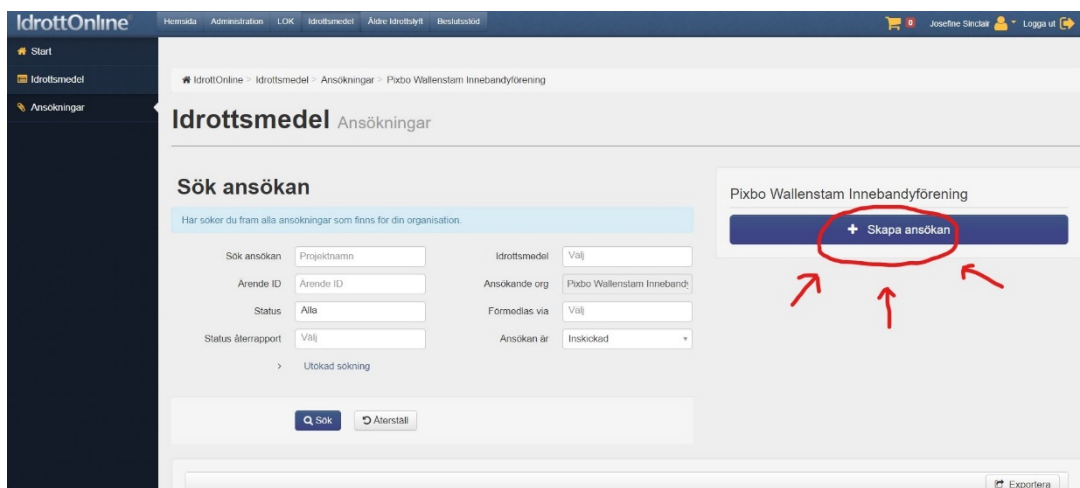 IdrottOnline Hemsida Administration LOK Idrottsmedel Äldre Idrottslyft Beslutsstöd 0 Josefine Sinclair Logga ut
Start
Idrottsmedel
Ansökningar
IdrottOnline > Idrottsmedel > Ansökningar > Pixbo Wallenstam Innebandyförening
Idrottsmedel Ansökningar
Sök ansökan
Här söker du fram alla ansökningar som finns för din organisation.
Sök ansökan Projektnamn Idrottsmedel Välj
Ärende ID Ärende ID Ansökande org Pixbo Wallenstam Innebandy
Status Alla Förmedlas via Välj
Status återrapport Välj Ansökan är Inskickad
> Utökad sökning
Sök Återställ
Pixbo Wallenstam Innebandyförening
+ Skapa ansökan
Exportera